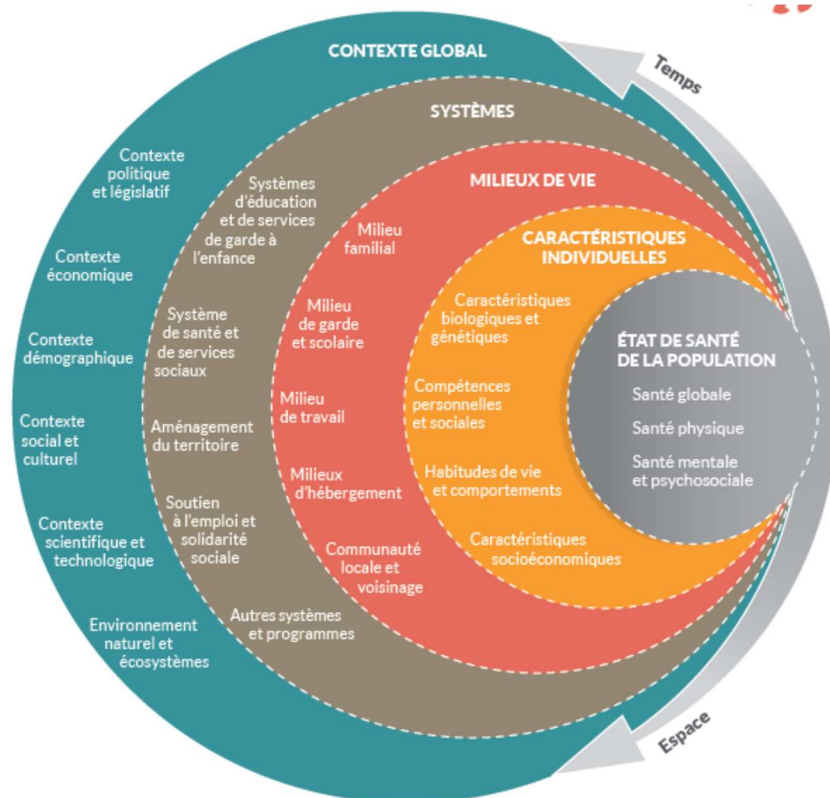 CONTEXTE GLOBAL
Contexte
politique
et législatif
Contexte
économique
Contexte
démographique
Contexte
social et
culturel
Contexte
scientifique et
technologique
Environnement
naturel et
écosystèmes
SYSTÈMES
Systèmes
d'éducation
et de services
de garde à
l'enfance
Système
de santé et
de services
sociaux
Aménagement
du territoire
Soutien
à l'emploi et
solidarité
sociale
Autres systèmes
et programmes
MILIEUX DE VIE
Milieu
familial
Milieu
de garde
et scolaire
Milieu
de travail
Milieux
d'hébergement
Communauté
locale et
voisinage
CARACTÉRISTIQUES
INDIVIDUELLES
Caractéristiques
biologiques et
génétiques
Compétences
personnelles
et sociales
Habitudes de vie
et comportements
Caractéristiques
socioéconomiques
ÉTAT DE SANTÉ
DE LA POPULATION
Santé globale
Santé physique
Santé mentale
et psychosociale
Temps
Espace